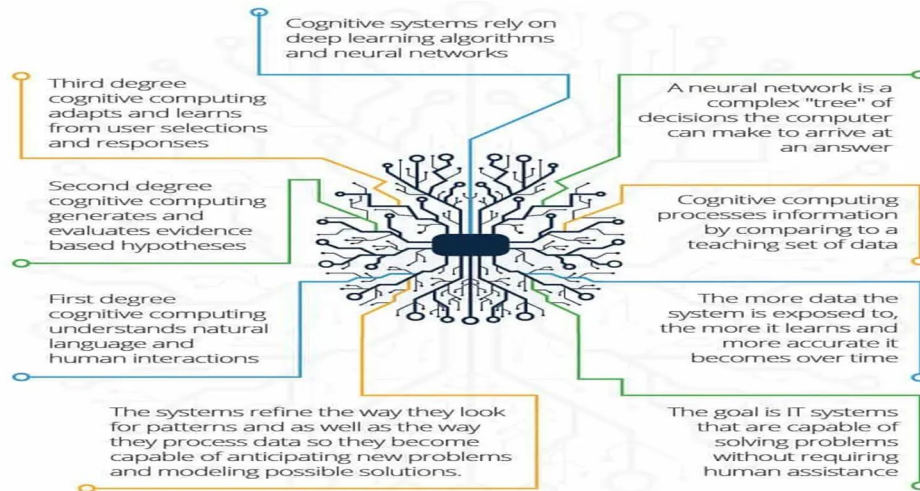 Cognitive systems rely on
deep learning algorithms
and neural networks
Third degree
cognitive computing
adapts and learns
from user selections
and responses
A neural network is a
complex "tree" of
decisions the computer
can make to arrive at
an answer
Second degree
cognitive computing
generates and
evaluates evidence
based hypotheses
Cognitive computing
processes information
by comparing to a
teaching set of data
First degree
cognitive computing
understands natural
language and
human interactions
The more data the
system is exposed to,
the more it learns and
more accurate it
becomes over time
The systems refine the way they look
for patterns and as well as the way
they process data so they become
capable of anticipating new problems
and modeling possible solutions.
The goal is IT systems
that are capable of
solving problems
without requiring
human assistance